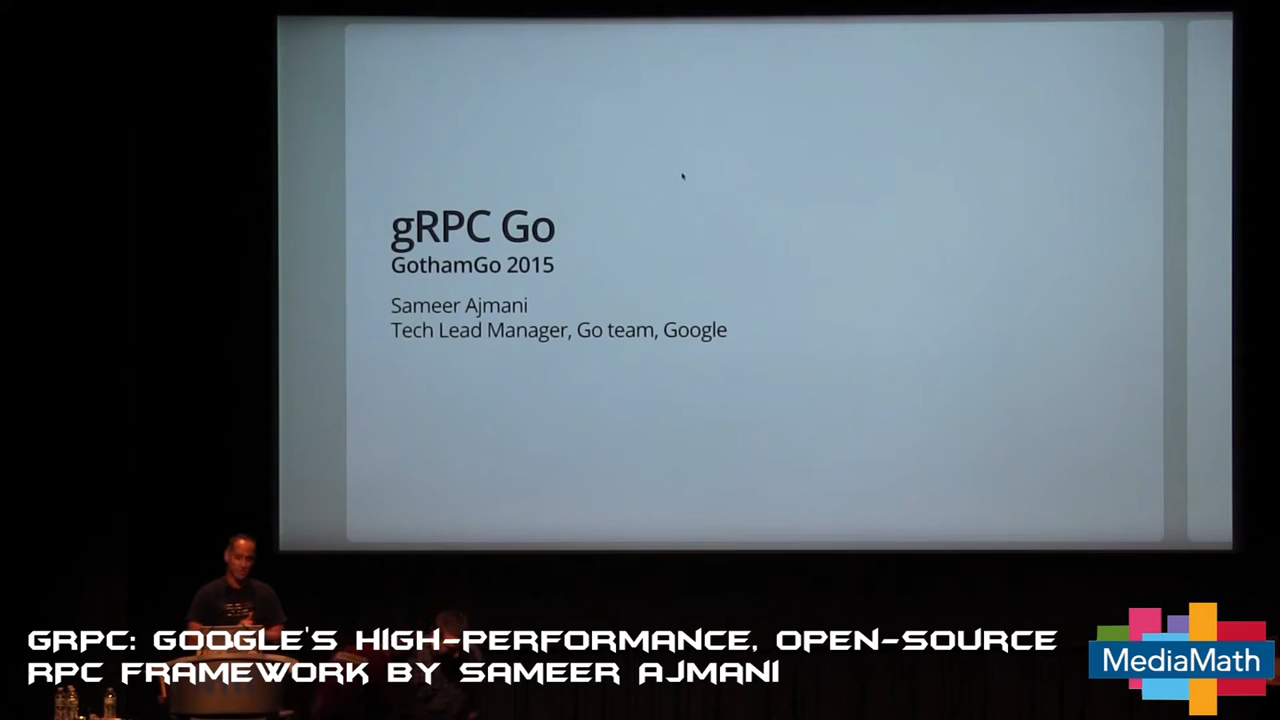 gRPC Go
GothamGo 2015
Sameer Ajmani
Tech Lead Manager, Go team, Google
GRPC: GOOGLE'S HIGH-PERFORMANCE, OPEN-SOURCE
RPC FRAMEWORK BY SAMEER AJMANI
MediaMath